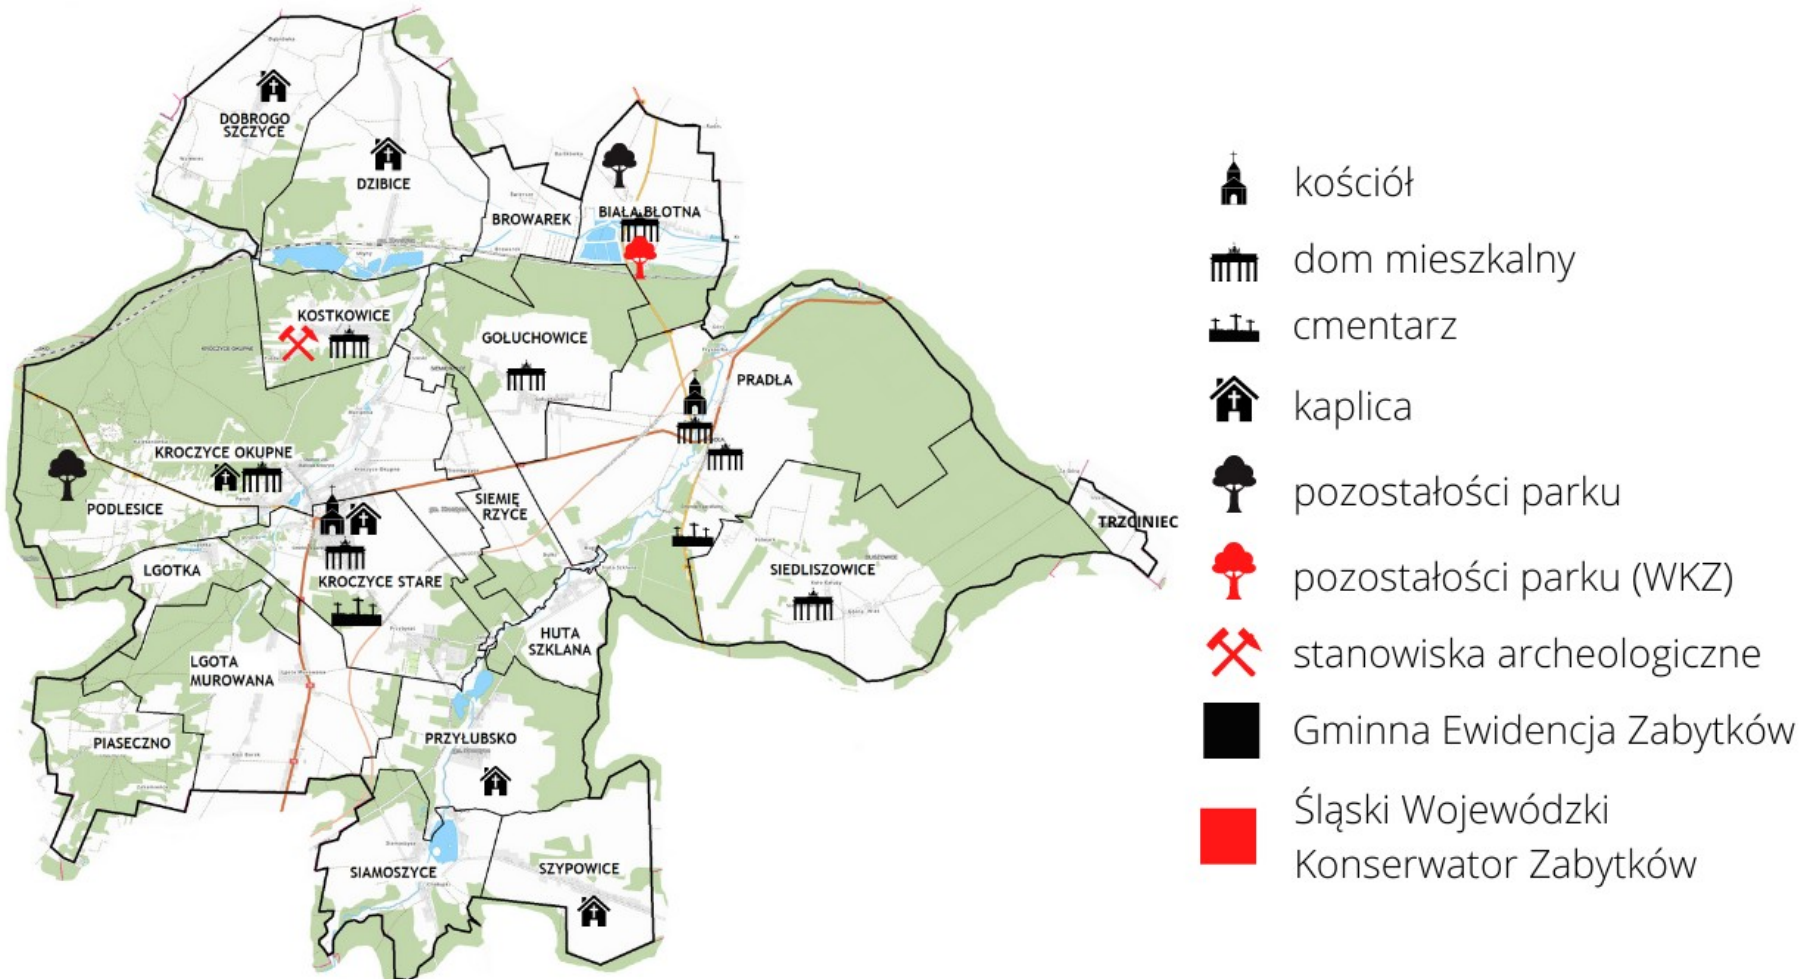 DOBROGO
SZCZYCE
DZIBICE
BROWAREK
BIAŁA BŁOTNA
KOSTKOWICE
GOŁUCHOWICE
PRADŁA
KROCZYCE OKUPNE
PODLESICE
SIEMIĘ
RZYCE
TRZCINIEC
LGOTKA
KROCZYCE STARE
SIEDLISZOWICE
HUTA
SZKLANA
LGOTA
MUROWANA
PIASECZNO
PRZYŁUBSKO
SIAMOSZYCE
SZYPOWICE
kościół
dom mieszkalny
cmentarz
kaplica
pozostałości parku
pozostałości parku (WKZ)
stanowiska archeologiczne
Gminna Ewidencja Zabytków
Śląski Wojewódzki
Konserwator Zabytków